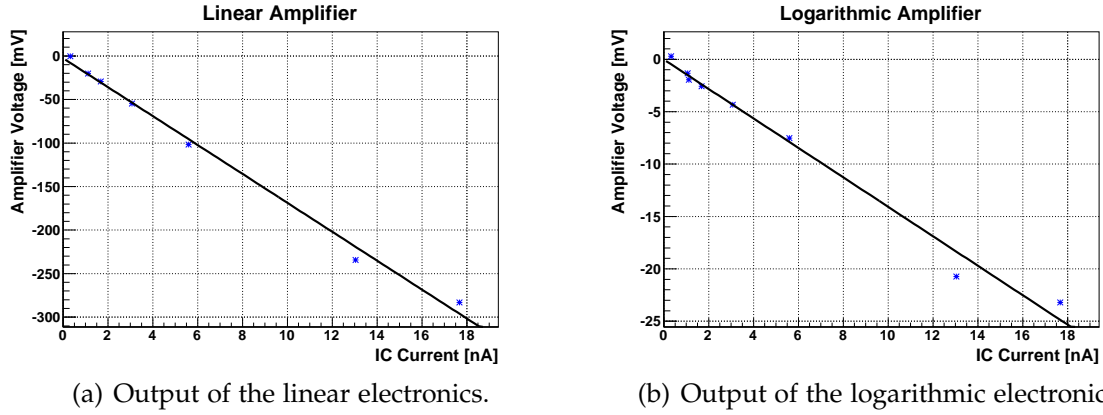 Linear Amplifier
Amplifier Voltage [mV]
0
-50
-100
-150
-200
-250
-300
0 2 4 6 8 10 12 14 16 18
IC Current [nA]
(a) Output of the linear electronics.
Logarithmic Amplifier
Amplifier Voltage [mV]
0
-5
-10
-15
-20
-25
0 2 4 6 8 10 12 14 16 18
IC Current [nA]
(b) Output of the logarithmic electronic